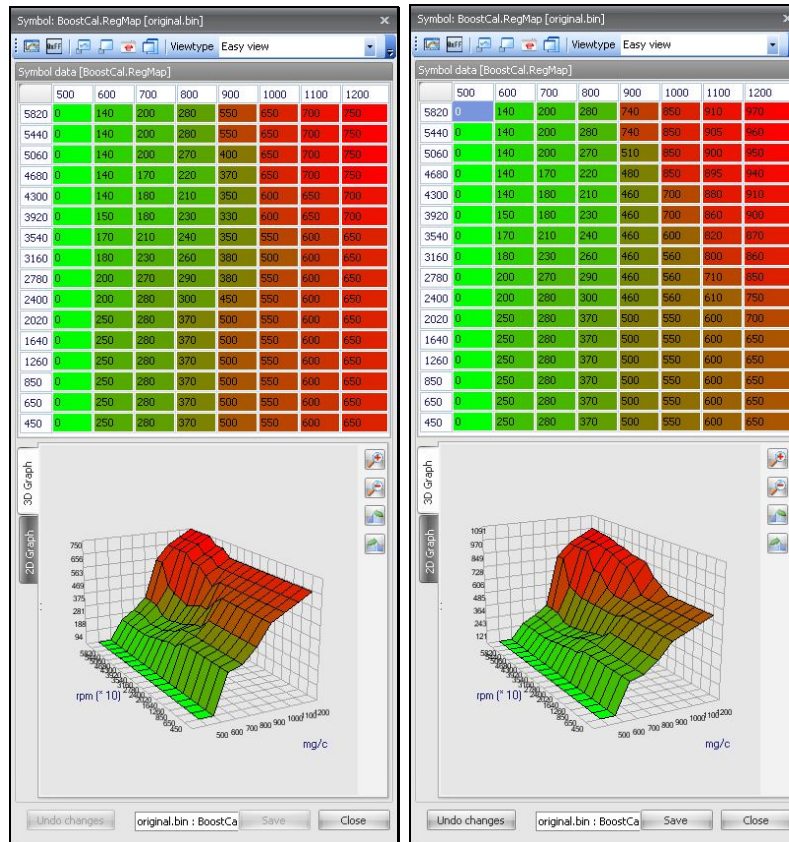 Symbol: BoostCal.RegMap [original.bin]
Viewtype Easy view
Symbol data [BoostCal.RegMap]
500 600 700 800 900 1000 1100 1200
5820 0 140 200 280 550 650 700 750
5440 0 140 200 280 550 650 700 750
5060 0 140 200 270 400 650 700 750
4680 0 140 170 220 370 650 700 750
4300 0 140 180 210 350 600 650 700
3920 0 150 180 230 330 600 650 700
3540 0 170 210 240 350 550 600 650
3160 0 180 230 260 380 500 600 650
2780 0 200 270 290 380 550 600 650
2400 0 200 280 300 450 550 600 650
2020 0 250 280 370 500 550 600 650
1640 0 250 280 370 500 550 600 650
1260 0 250 280 370 500 550 600 650
850 0 250 280 370 500 550 600 650
650 0 250 280 370 500 550 600 650
450 0 250 280 370 500 550 600 650
3D Graph
2D Graph
750
656
563
469
375
281
188
94
rpm (* 10)
450
500 600 700 800 900 1000 1100 1200
mg/c
Undo changes original.bin : BoostCa Save Close
Symbol: BoostCal.RegMap [original.bin]
Viewtype Easy view
Symbol data [BoostCal.RegMap]
500 600 700 800 900 1000 1100 1200
5820 0 140 200 280 740 850 910 970
5440 0 140 200 280 740 850 905 960
5060 0 140 200 270 510 850 900 950
4680 0 140 170 220 480 850 895 940
4300 0 140 180 210 460 700 880 910
3920 0 150 180 230 460 700 860 900
3540 0 170 210 240 460 600 820 870
3160 0 180 230 260 460 560 800 860
2780 0 200 270 290 460 560 710 850
2400 0 200 280 300 460 560 610 750
2020 0 250 280 370 500 550 600 700
1640 0 250 280 370 500 550 600 650
1260 0 250 280 370 500 550 600 650
850 0 250 280 370 500 550 600 650
650 0 250 280 370 500 550 600 650
450 0 250 280 370 500 550 600 650
3D Graph
2D Graph
1091
970
849
728
606
485
364
243
121
rpm (* 10)
450
500 600 700 800 900 1000 1100 1200
mg/c
Undo changes original.bin : BoostCa Save Close